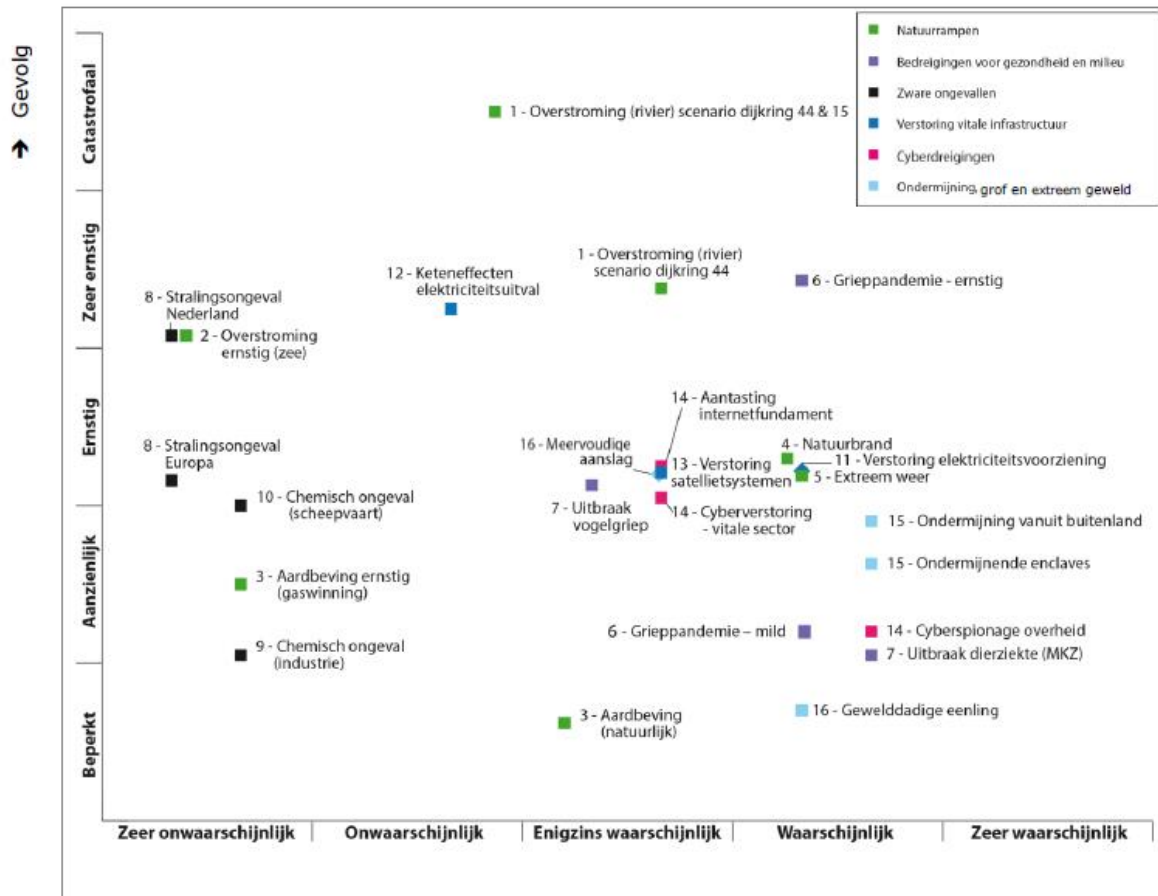 → Gevolg
Catastrofaal
Zeer ernstig
Ernstig
Aanzienlijk
Beperkt
Natuurrampen
Bedreigingen voor gezondheid en milieu
Zware ongevallen
Verstoring vitale infrastructuur
Cyberdreigingen
Ondermijning, grof en extreem geweld
1 - Overstroming (rivier) scenario dijkring 44 & 15
1 - Overstroming (rivier)
scenario dijkring 44
12 - Keteneffecten
elektriciteitsuitval
6 - Grieppandemie - ernstig
8 - Stralingsongeval
Nederland
2 - Overstroming
ernstig (zee)
14 - Aantasting
internetfundament
8 - Stralingsongeval
Europa
16 - Meervoudige
aanslag
13 - Verstoring
satellietsystemen
4 - Natuurbrand
11 - Verstoring elektriciteitsvoorziening
5 - Extreem weer
10 - Chemisch ongeval
(scheepvaart)
7 - Uitbraak
vogelgriep
14 - Cyberverstoring
- vitale sector
15 - Ondermijning vanuit buitenland
15 - Ondermijnende enclaves
3 - Aardbeving ernstig
(gaswinning)
6 - Grieppandemie – mild
14 - Cyberspionage overheid
9 - Chemisch ongeval
(industrie)
7 - Uitbraak dierziekte (MKZ)
3 - Aardbeving
(natuurlijk)
16 - Gewelddadige eenling
Zeer onwaarschijnlijk
Onwaarschijnlijk
Enigzins waarschijnlijk
Waarschijnlijk
Zeer waarschijnlijk